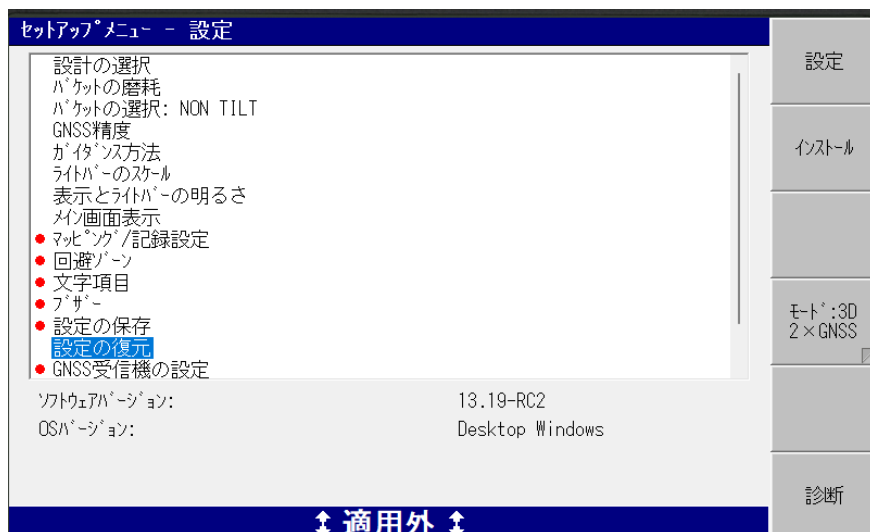 ｾｯﾄｱｯﾌﾟﾒﾆｭｰ - 設定
設計の選択
ﾊﾞｹｯﾄの磨耗
ﾊﾞｹｯﾄの選択: NON TILT
GNSS精度
ｶﾞｲﾀﾞﾝｽ方法
ﾗｲﾄﾊﾞｰのｽｹｰﾙ
表示とﾗｲﾄﾊﾞｰの明るさ
ﾒｲﾝ画面表示
ﾏｯﾋﾟﾝｸﾞ/記録設定
回避ｿﾞｰﾝ
文字項目
ﾌﾞｻﾞｰ
設定の保存
設定の復元
GNSS受信機の設定
ｿﾌﾄｳｪｱﾊﾞｰｼﾞｮﾝ: 13.19-RC2
OSﾊﾞｰｼﾞｮﾝ: Desktop Windows
↕ 適用外 ↕
設定
ｲﾝｽﾄｰﾙ
ﾓｰﾄﾞ:3D
2×GNSS
診断